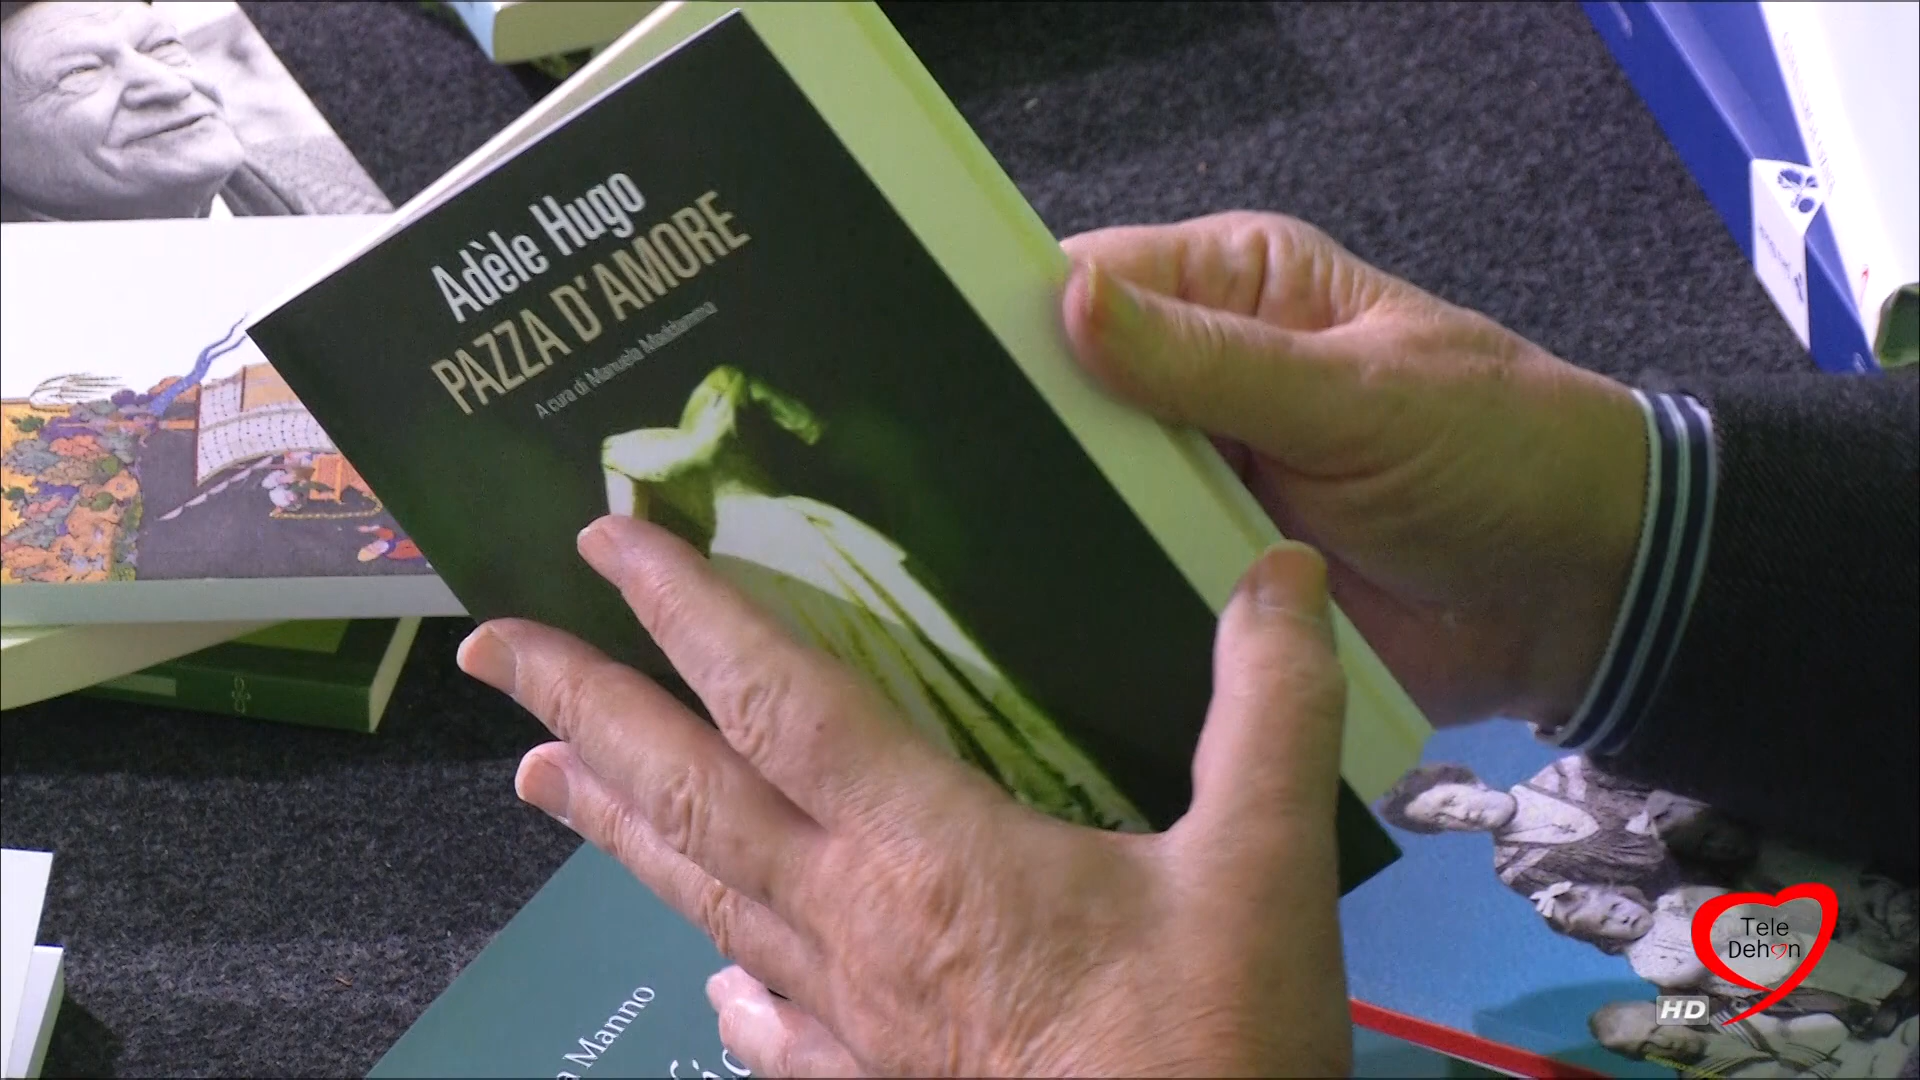 Adèle Hugo
PAZZA D'AMORE
A cura di Manuela Maddamma
a Manno
Tele
Dehon
HD